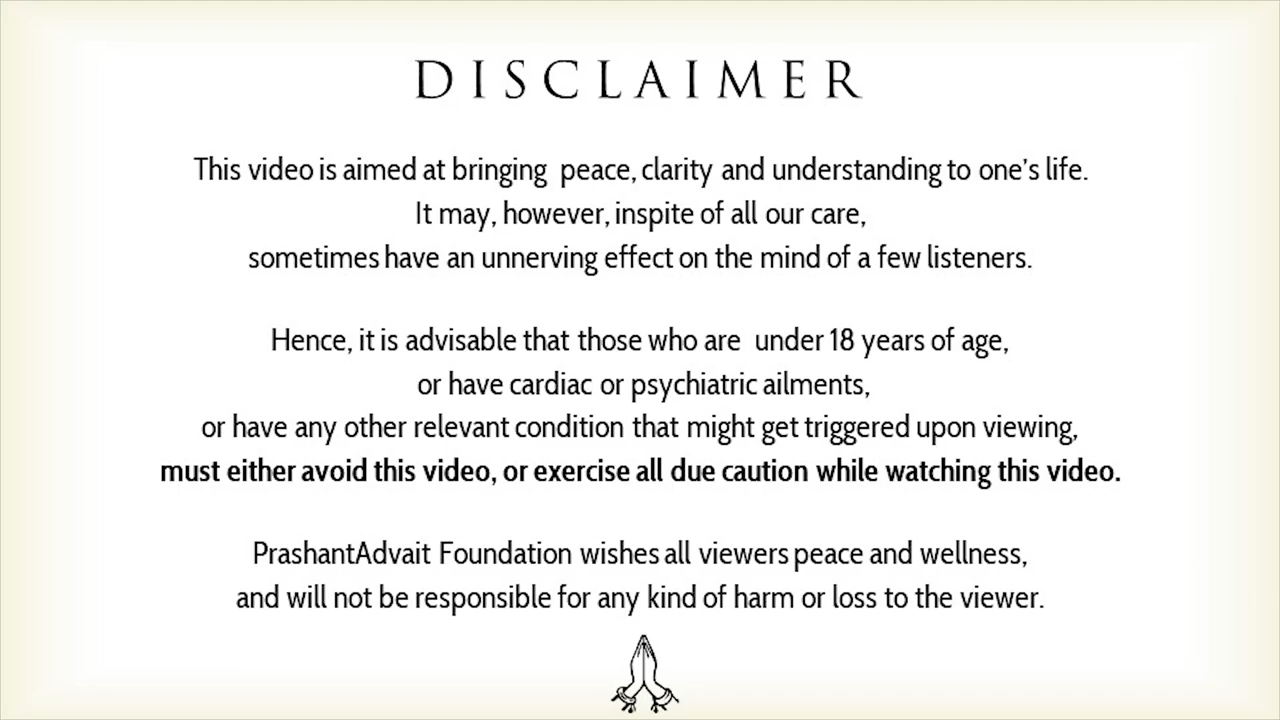 DISCLAIMER
This video is aimed at bringing peace, clarity and understanding to one's life.
It may, however, inspite of all our care,
sometimes have an unnerving effect on the mind of a few listeners.
Hence, it is advisable that those who are under 18 years of age,
or have cardiac or psychiatric ailments,
or have any other relevant condition that might get triggered upon viewing,
must either avoid this video, or exercise all due caution while watching this video.
PrashantAdvait Foundation wishes all viewers peace and wellness,
and will not be responsible for any kind of harm or loss to the viewer.